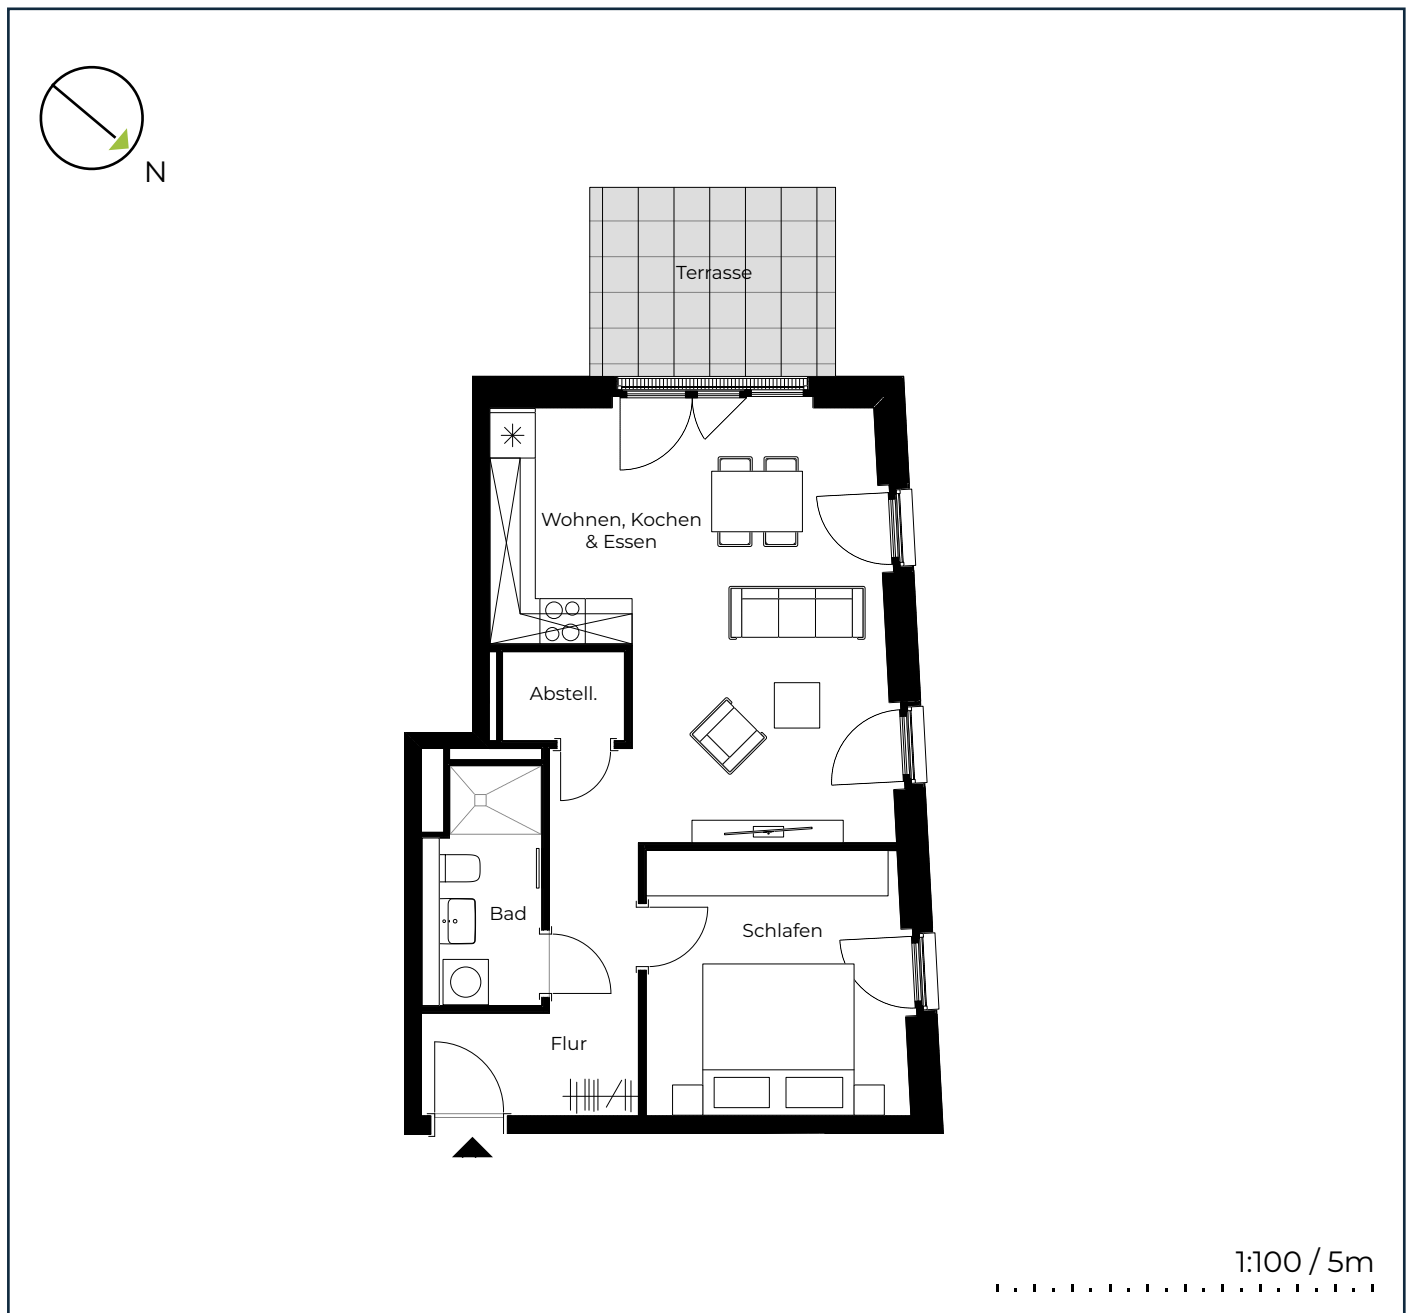 N
Terrasse
Wohnen, Kochen
& Essen
Abstell.
Bad
Schlafen
Flur
1:100 / 5m